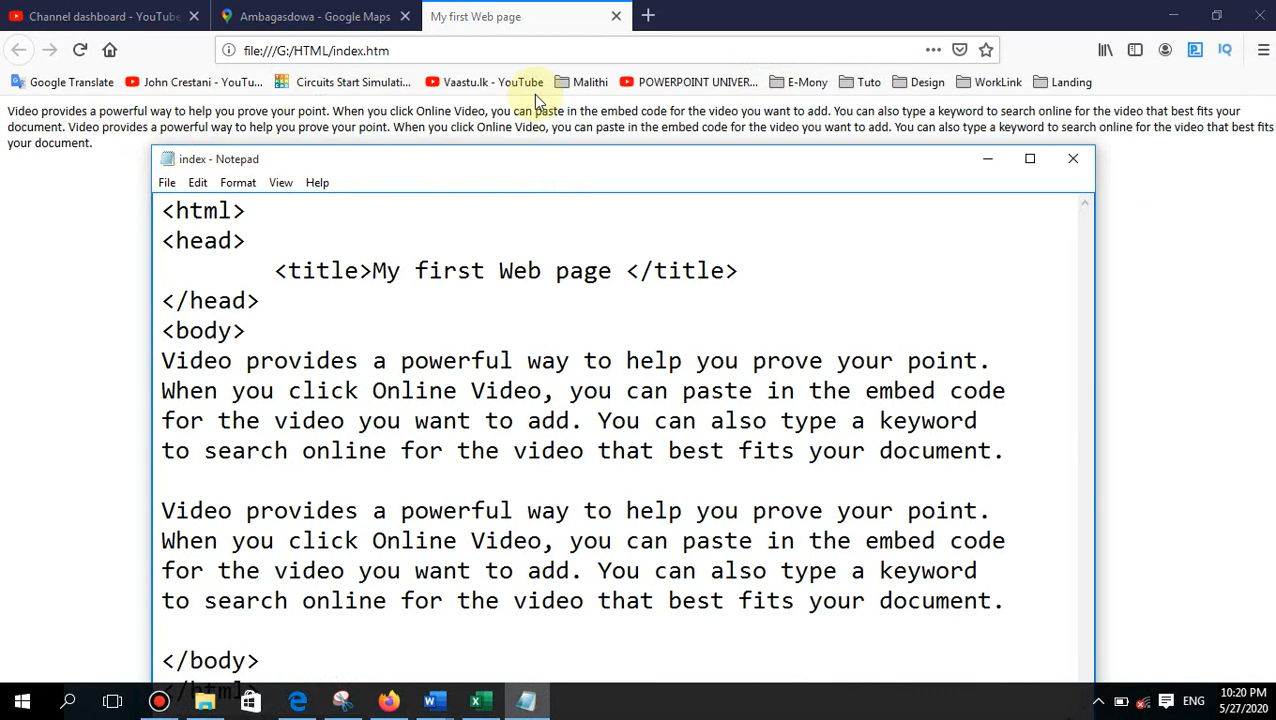 Channel dashboard - YouTube
Ambagasdowa - Google Maps
My first Web page
file:///G:/HTML/index.htm
Google Translate
John Crestani - YouTu...
Circuits Start Simulati...
Vaastu.lk - YouTube
Malithi
POWERPOINT UNIVER...
E-Mony
Tuto
Design
WorkLink
Landing
Video provides a powerful way to help you prove your point. When you click Online Video, you can paste in the embed code for the video you want to add. You can also type a keyword to search online for the video that best fits your
document. Video provides a powerful way to help you prove your point. When you click Online Video, you can paste in the embed code for the video you want to add. You can also type a keyword to search online for the video that best fits
your document.
index - Notepad
File Edit Format View Help
<html>
<head>
<title>My first Web page </title>
</head>
<body>
Video provides a powerful way to help you prove your point.
When you click Online Video, you can paste in the embed code
for the video you want to add. You can also type a keyword
to search online for the video that best fits your document.
Video provides a powerful way to help you prove your point.
When you click Online Video, you can paste in the embed code
for the video you want to add. You can also type a keyword
to search online for the video that best fits your document.
</body>
</html>
ENG
10:20 PM
5/27/2020